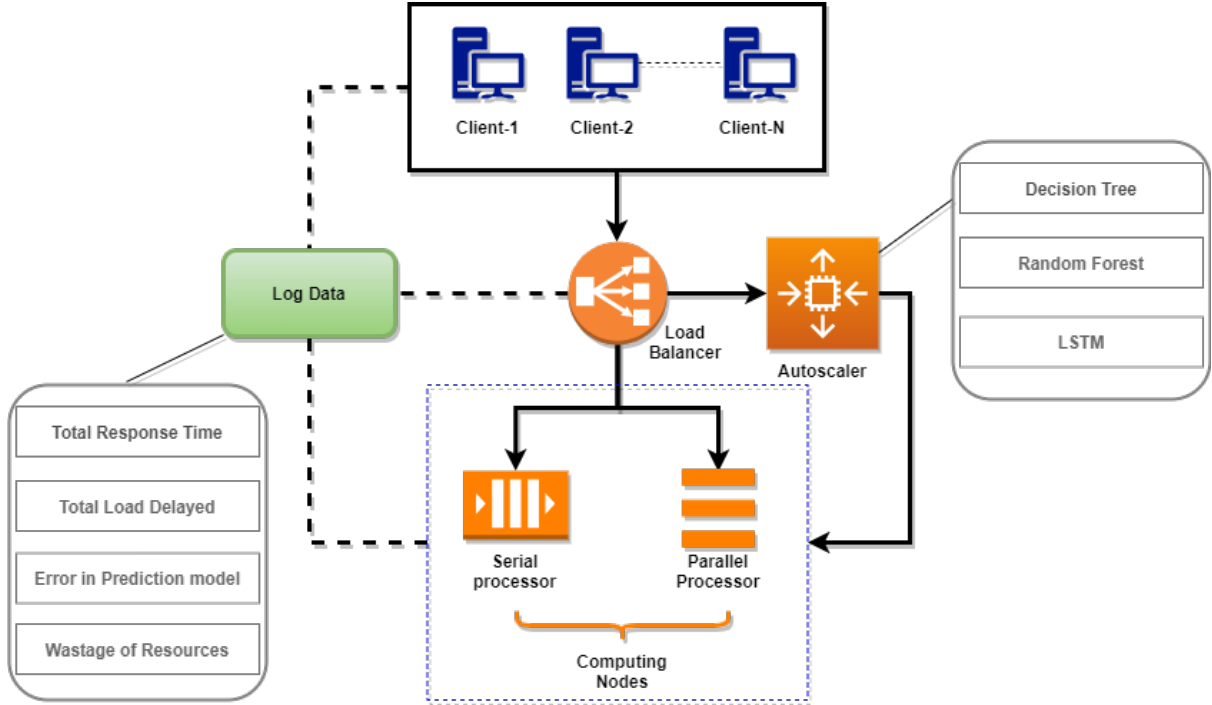 Client-1
Client-2
Client-N
Decision Tree
Random Forest
LSTM
Log Data
Load
Balancer
Autoscaler
Total Response Time
Total Load Delayed
Error in Prediction model
Wastage of Resources
Serial
processor
Parallel
Processor
Computing
Nodes